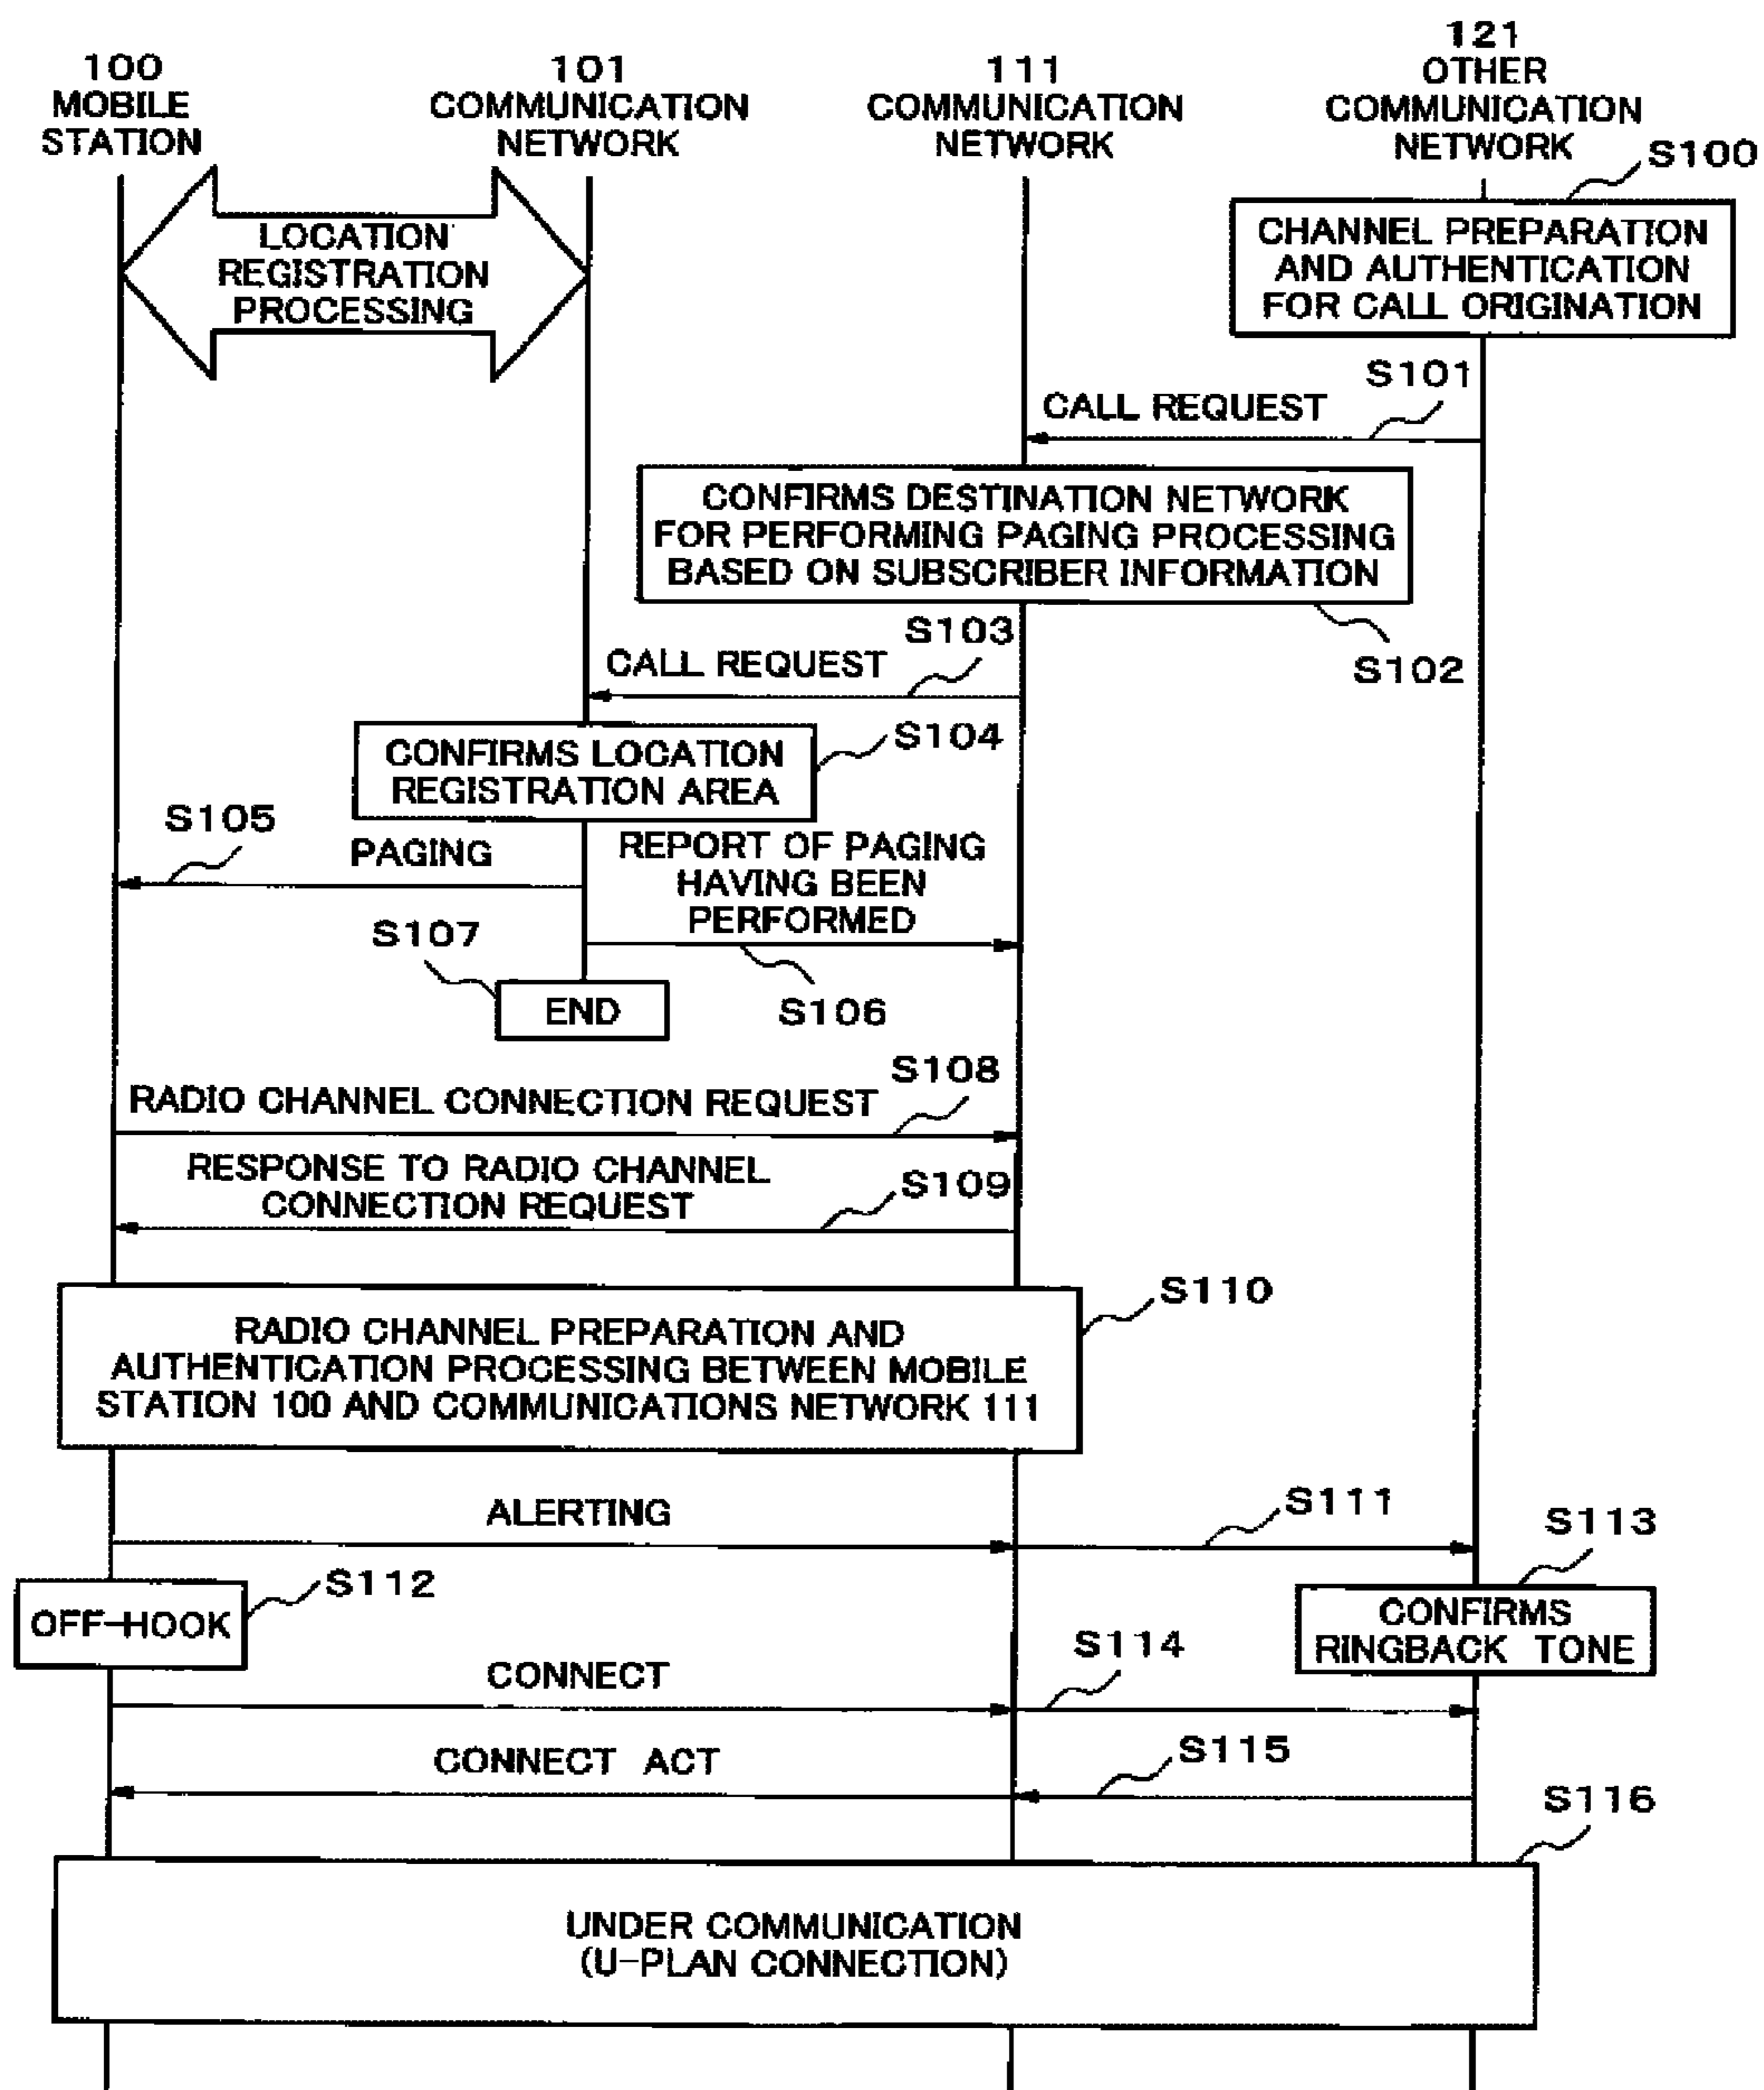 100
MOBILE
STATION
101
COMMUNICATION
NETWORK
111
COMMUNICATION
NETWORK
121
OTHER
COMMUNICATION
NETWORK
S100
LOCATION
REGISTRATION
PROCESSING
CHANNEL PREPARATION
AND AUTHENTICATION
FOR CALL ORIGINATION
S101
CALL REQUEST
CONFIRMS DESTINATION NETWORK
FOR PERFORMING PAGING PROCESSING
BASED ON SUBSCRIBER INFORMATION
S102
S103
CALL REQUEST
CONFIRMS LOCATION
REGISTRATION AREA
S104
S105
PAGING
REPORT OF PAGING
HAVING BEEN
PERFORMED
S107
END
S106
S108
RADIO CHANNEL CONNECTION REQUEST
RESPONSE TO RADIO CHANNEL
CONNECTION REQUEST
S109
S110
RADIO CHANNEL PREPARATION AND
AUTHENTICATION PROCESSING BETWEEN MOBILE
STATION 100 AND COMMUNICATIONS NETWORK 111
ALERTING
S111
S113
S112
OFF-HOOK
CONFIRMS
RINGBACK TONE
CONNECT
S114
CONNECT ACT
S115
S116
UNDER COMMUNICATION
(U-PLAN CONNECTION)